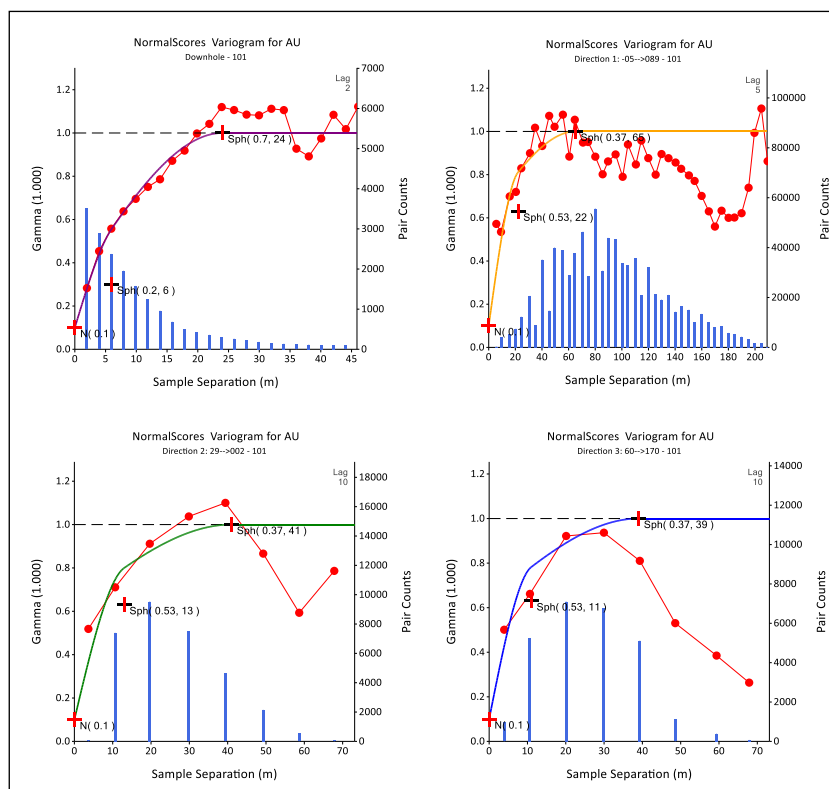 NormalScores Variogram for AU
Downhole - 101
Lag
2
Gamma (1.000)
1.2
1.0
0.8
0.6
0.4
0.2
0.0
7000
6000
5000
4000
3000
2000
1000
0
Pair Counts
Sph( 0.7, 24 )
Sph( 0.2, 6 )
N( 0.1 )
0 5 10 15 20 25 30 35 40 45
Sample Separation (m)
NormalScores Variogram for AU
Direction 1: -05-->089 - 101
Lag
5
Gamma (1.000)
1.2
1.0
0.8
0.6
0.4
0.2
0.0
100000
80000
60000
40000
20000
0
Pair Counts
Sph( 0.37, 65 )
Sph( 0.53, 22 )
N( 0.1 )
0 20 40 60 80 100 120 140 160 180 200
Sample Separation (m)
NormalScores Variogram for AU
Direction 2: 29-->002 - 101
Lag
10
Gamma (1.000)
1.2
1.0
0.8
0.6
0.4
0.2
0.0
18000
16000
14000
12000
10000
8000
6000
4000
2000
0
Pair Counts
Sph( 0.37, 41 )
Sph( 0.53, 13 )
N( 0.1 )
0 10 20 30 40 50 60 70
Sample Separation (m)
NormalScores Variogram for AU
Direction 3: 60-->170 - 101
Lag
10
Gamma (1.000)
1.2
1.0
0.8
0.6
0.4
0.2
0.0
14000
12000
10000
8000
6000
4000
2000
0
Pair Counts
Sph( 0.37, 39 )
Sph( 0.53, 11 )
N( 0.1 )
0 10 20 30 40 50 60 70
Sample Separation (m)